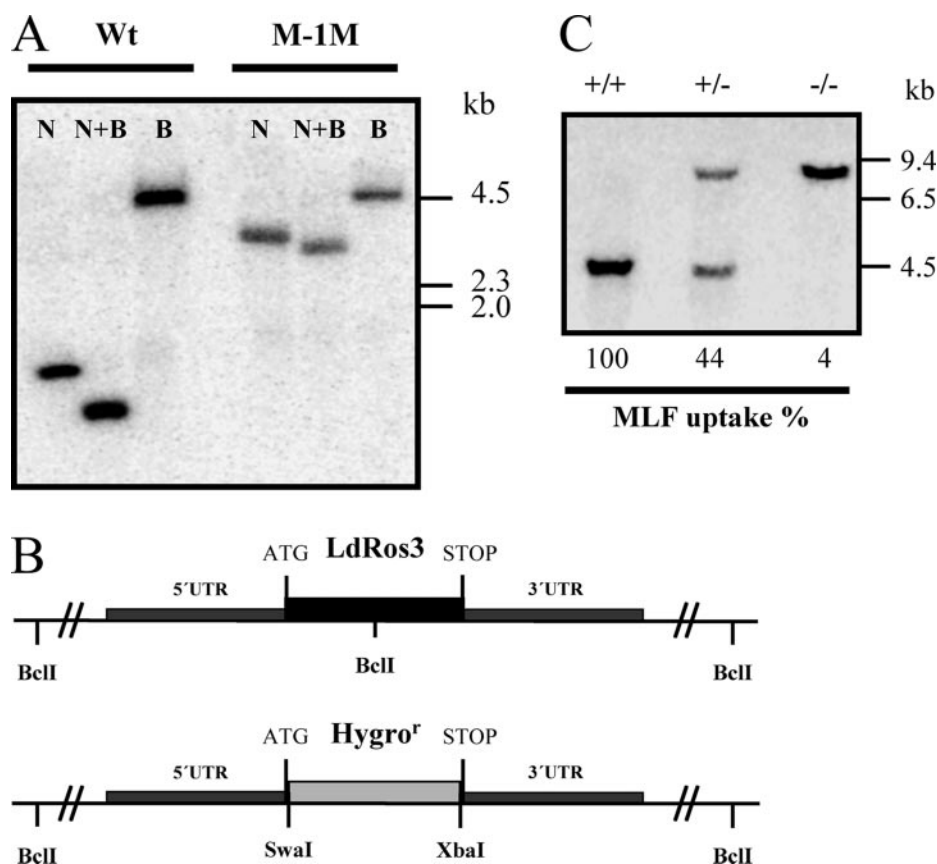 A
Wt M-1M
kb
N N+B B N N+B B
4.5
2.3
2.0
C
+/+ +/- -/-
kb
9.4
6.5
4.5
100 44 4
MLF uptake %
B
ATG LdRos3 STOP
5´UTR 3´UTR
BclI BclI BclI
ATG Hygroʳ STOP
5´UTR 3´UTR
BclI SwaI XbaI BclI